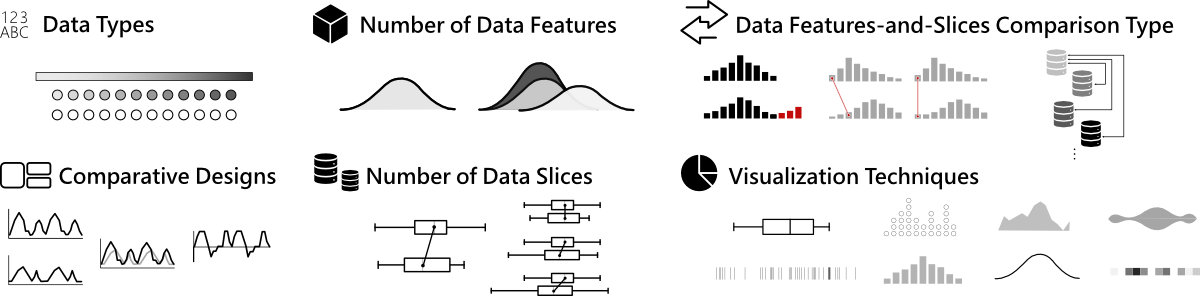 123
ABC
Data Types
Number of Data Features
Data Features-and-Slices Comparison Type
Comparative Designs
Number of Data Slices
Visualization Techniques